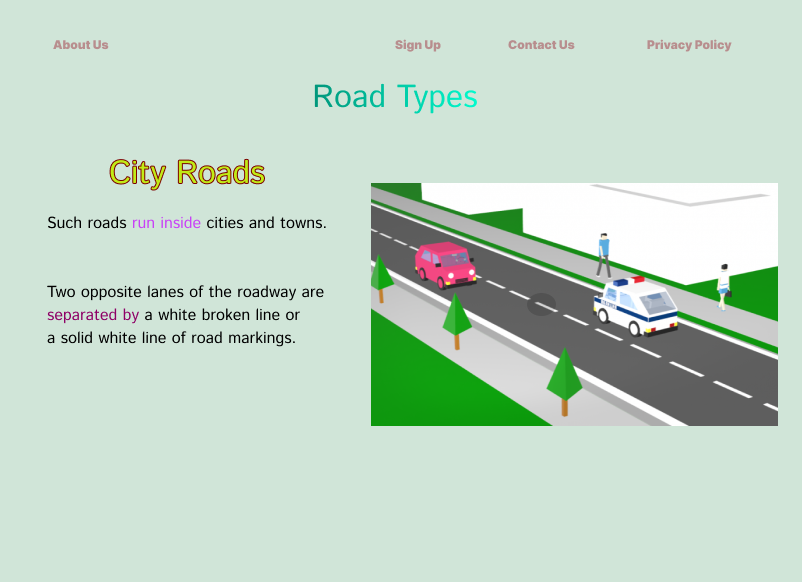 About Us Sign Up Contact Us Privacy Policy
Road Types
City Roads
Such roads run inside cities and towns.
Two opposite lanes of the roadway are
separated by a white broken line or
a solid white line of road markings.